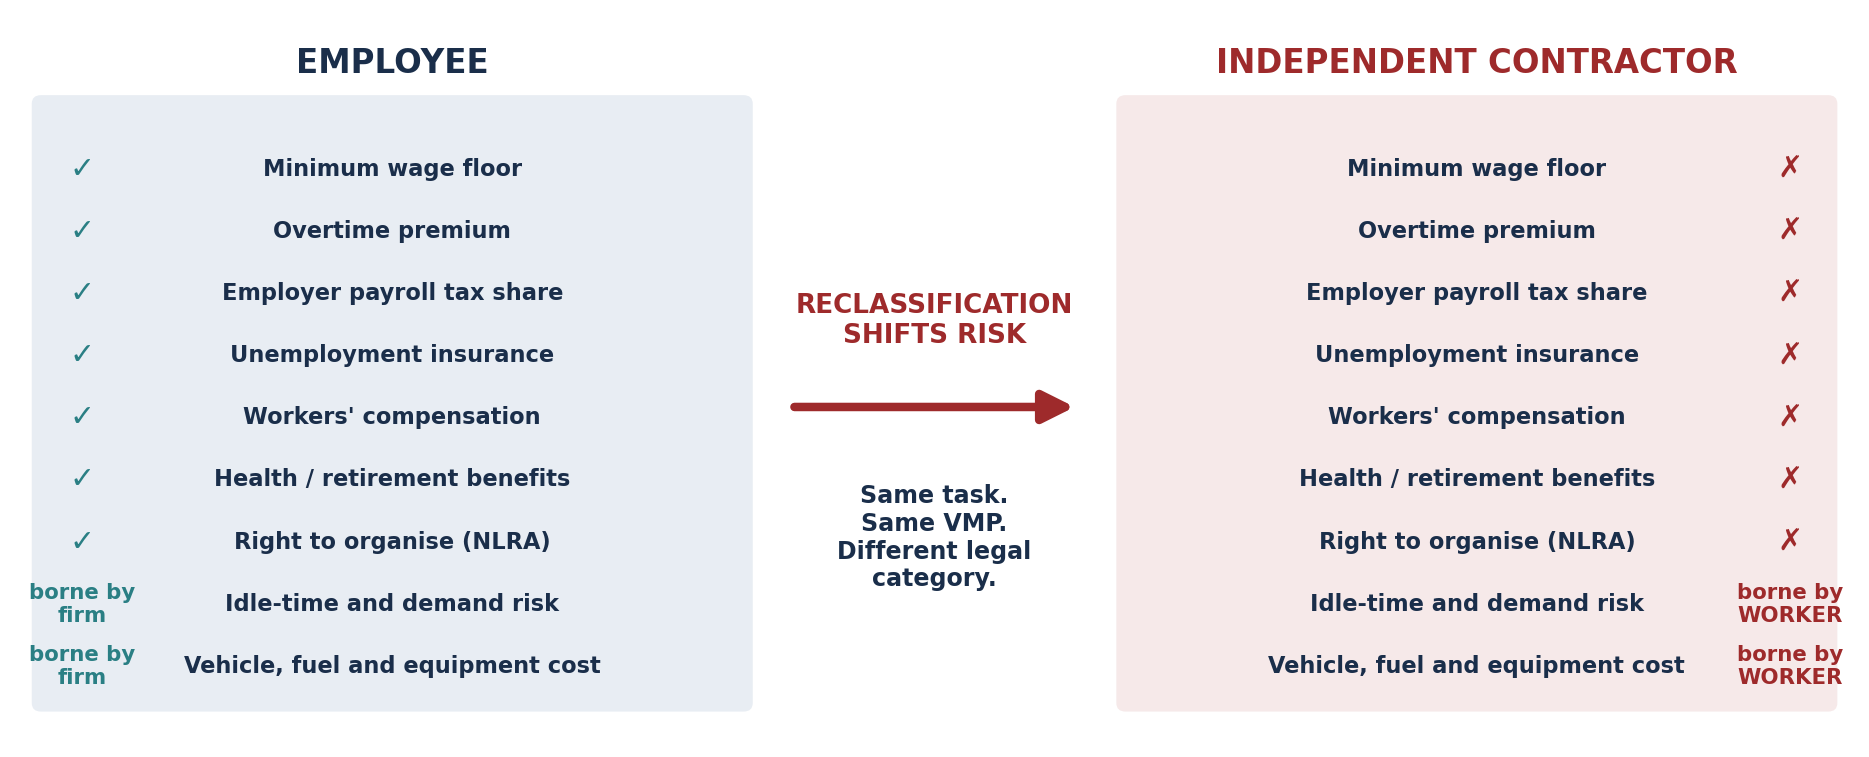 EMPLOYEE
✓ Minimum wage floor
✓ Overtime premium
✓ Employer payroll tax share
✓ Unemployment insurance
✓ Workers' compensation
✓ Health / retirement benefits
✓ Right to organise (NLRA)
borne by
firm
Idle-time and demand risk
borne by
firm
Vehicle, fuel and equipment cost
RECLASSIFICATION
SHIFTS RISK
Same task.
Same VMP.
Different legal
category.
INDEPENDENT CONTRACTOR
Minimum wage floor ✗
Overtime premium ✗
Employer payroll tax share ✗
Unemployment insurance ✗
Workers' compensation ✗
Health / retirement benefits ✗
Right to organise (NLRA) ✗
Idle-time and demand risk
borne by
WORKER
Vehicle, fuel and equipment cost
borne by
WORKER